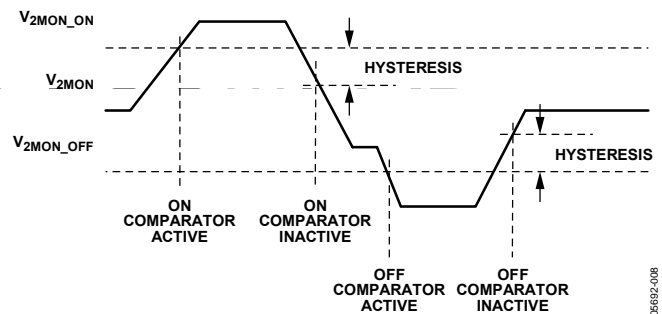 V2MON_ON
HYSTERESIS
V2MON
V2MON_OFF
HYSTERESIS
ON
COMPARATOR
ACTIVE
ON
COMPARATOR
INACTIVE
OFF
COMPARATOR
ACTIVE
OFF
COMPARATOR
INACTIVE
05692-008